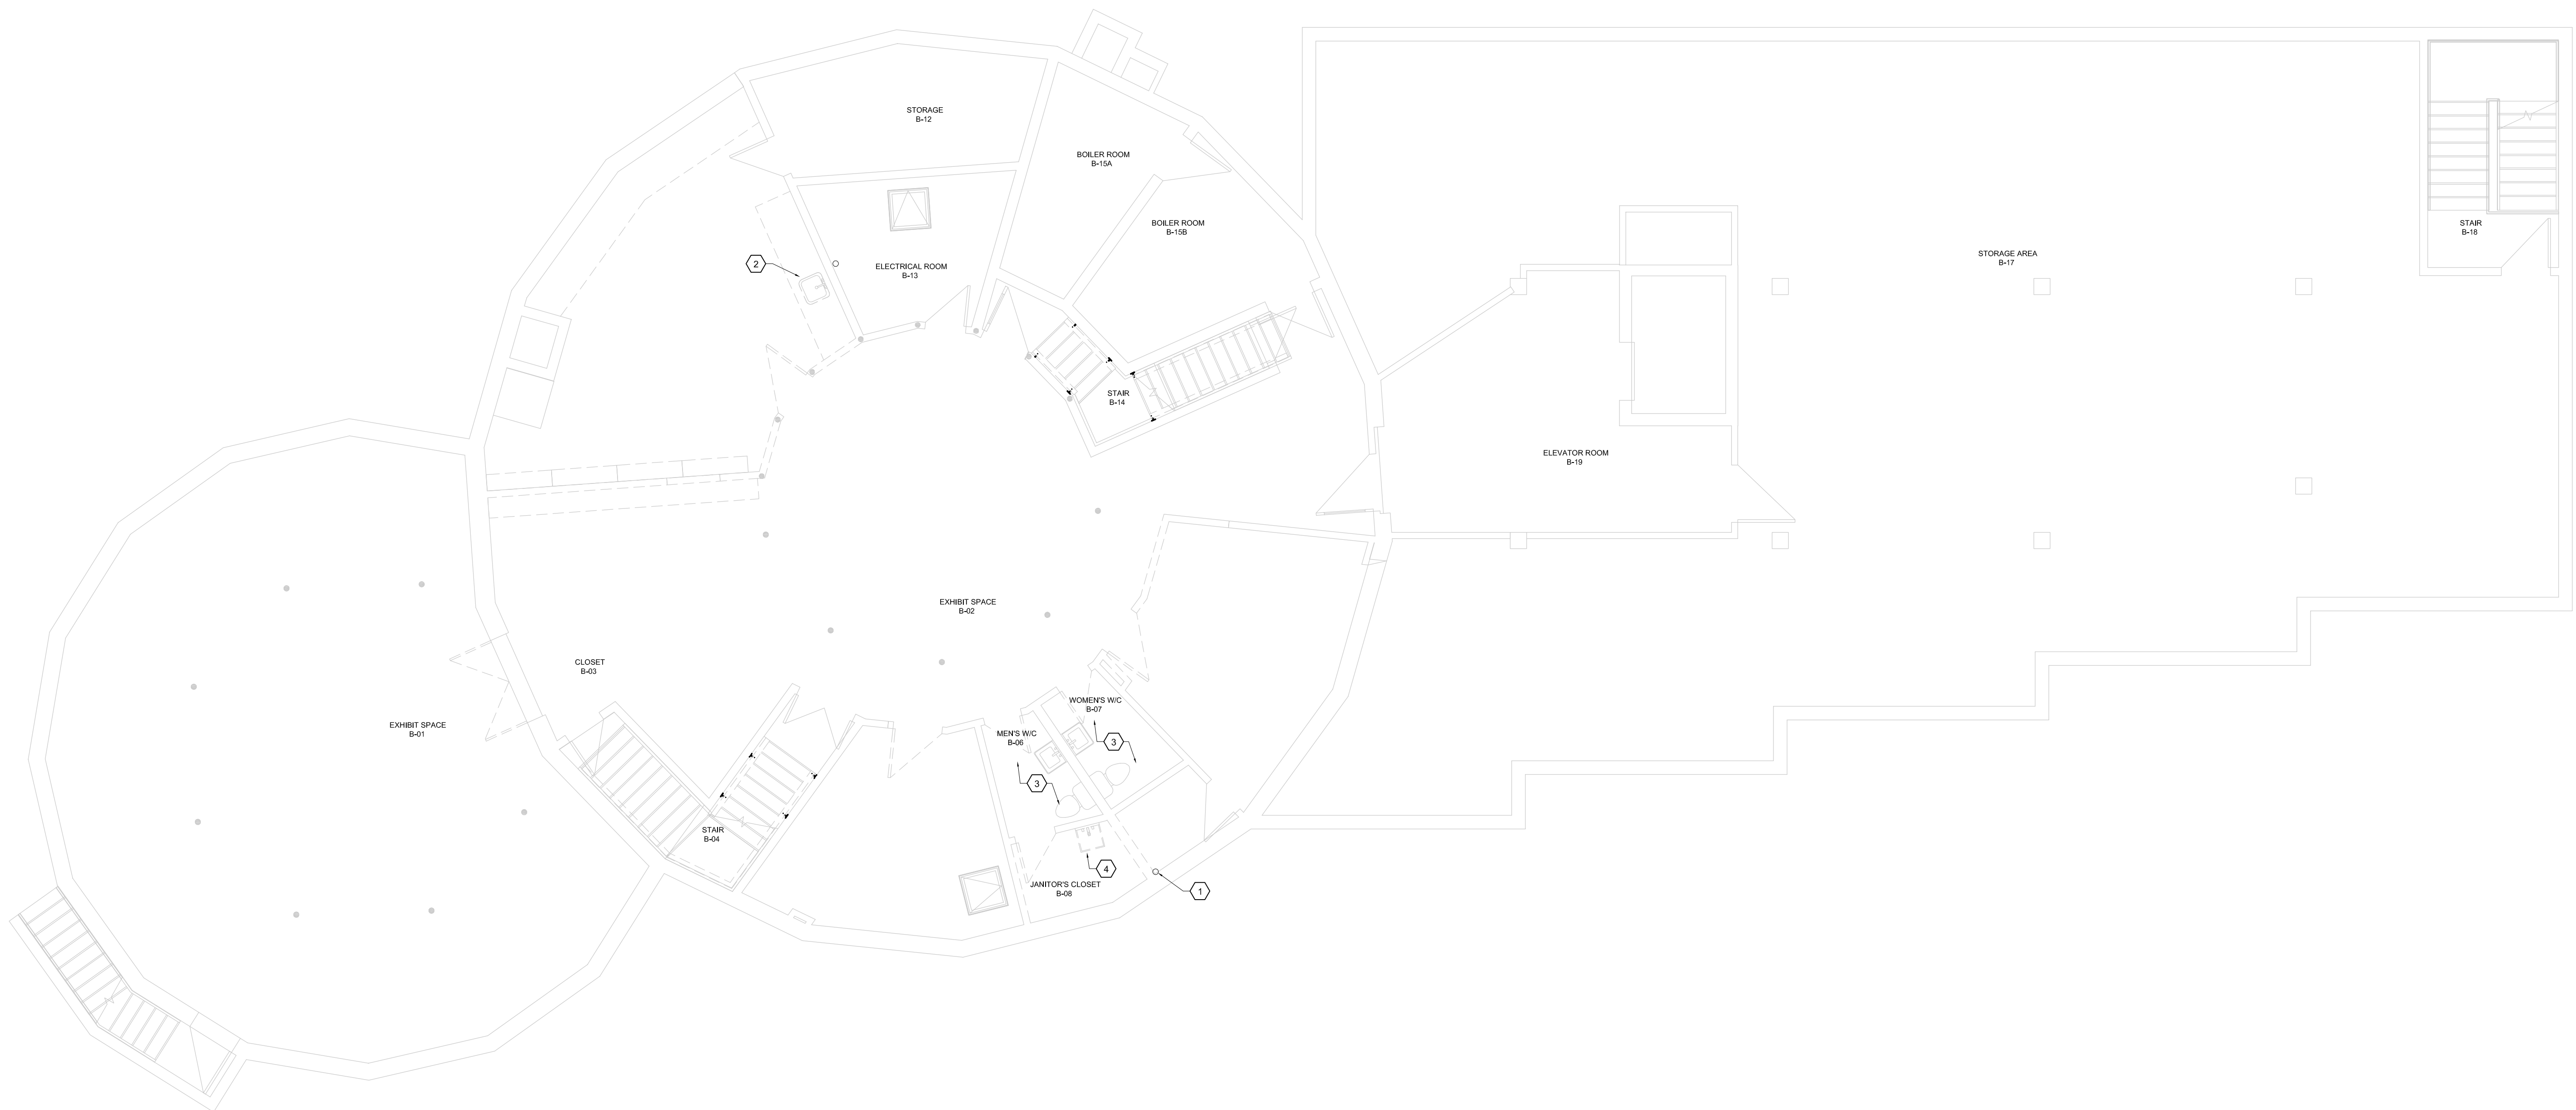 STORAGE
B-12
BOILER ROOM
B-15A
BOILER ROOM
B-15B
STAIR
B-18
STORAGE AREA
B-17
2
ELECTRICAL ROOM
B-13
STAIR
B-14
ELEVATOR ROOM
B-19
EXHIBIT SPACE
B-02
CLOSET
B-03
WOMEN'S W/C
B-07
EXHIBIT SPACE
B-01
MEN'S W/C
B-06
3
3
STAIR
B-04
4
JANITOR'S CLOSET
B-08
1